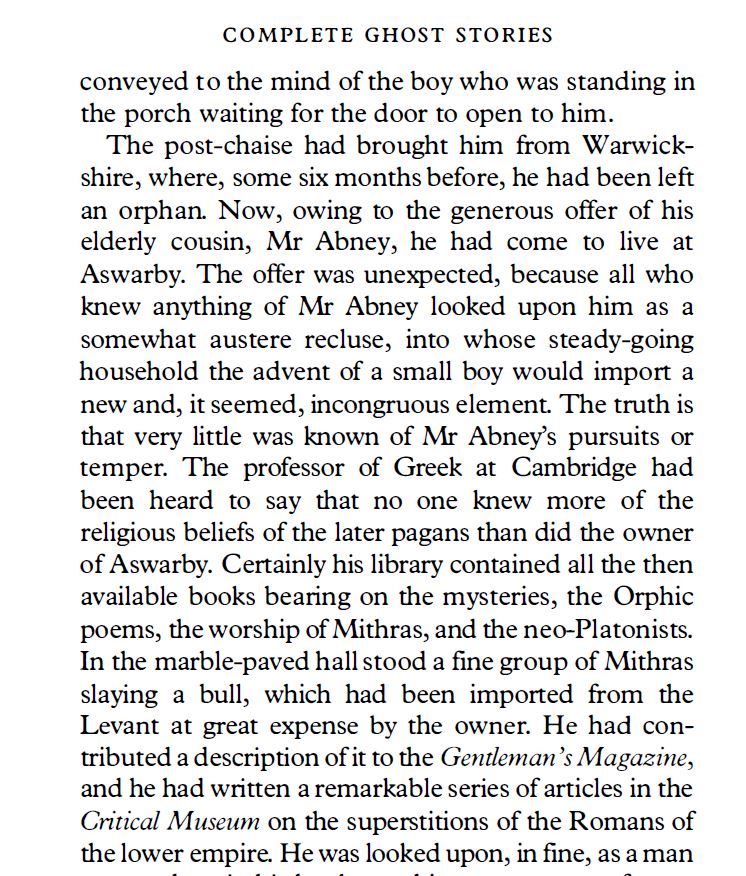 COMPLETE GHOST STORIES
conveyed to the mind of the boy who was standing in
the porch waiting for the door to open to him.
The post-chaise had brought him from Warwick-
shire, where, some six months before, he had been left
an orphan. Now, owing to the generous offer of his
elderly cousin, Mr Abney, he had come to live at
Aswarby. The offer was unexpected, because all who
knew anything of Mr Abney looked upon him as a
somewhat austere recluse, into whose steady-going
household the advent of a small boy would import a
new and, it seemed, incongruous element. The truth is
that very little was known of Mr Abney’s pursuits or
temper. The professor of Greek at Cambridge had
been heard to say that no one knew more of the
religious beliefs of the later pagans than did the owner
of Aswarby. Certainly his library contained all the then
available books bearing on the mysteries, the Orphic
poems, the worship of Mithras, and the neo-Platonists.
In the marble-paved hall stood a fine group of Mithras
slaying a bull, which had been imported from the
Levant at great expense by the owner. He had con-
tributed a description of it to the Gentleman’s Magazine,
and he had written a remarkable series of articles in the
Critical Museum on the superstitions of the Romans of
the lower empire. He was looked upon, in fine, as a man